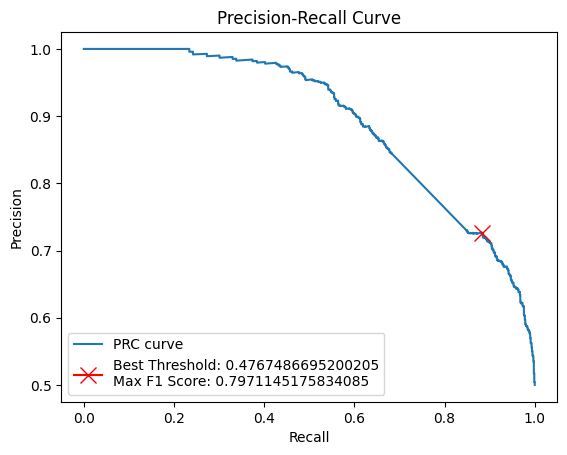 Precision-Recall Curve
1.0
0.9
0.8
0.7
0.6
0.5
Precision
PRC curve
Best Threshold: 0.4767486695200205
Max F1 Score: 0.7971145175834085
0.0 0.2 0.4 0.6 0.8 1.0
Recall